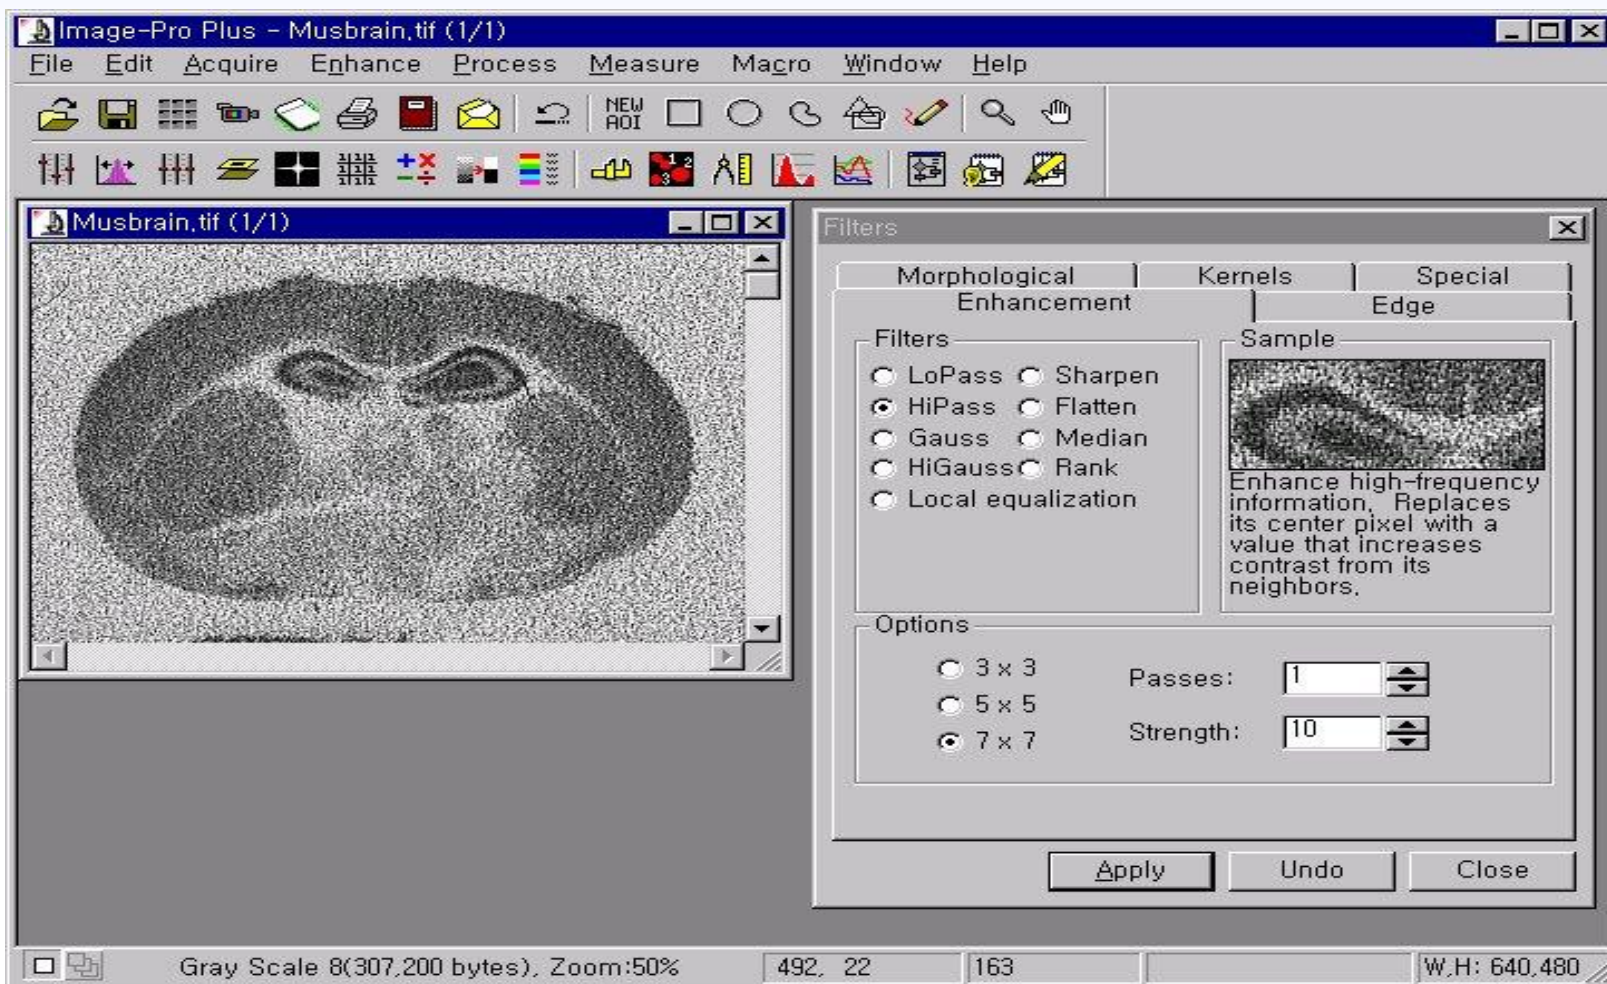 Image-Pro Plus - Musbrain.tif (1/1)
File Edit Acquire Enhance Process Measure Macro Window Help
NEW
AOI
Musbrain.tif (1/1)
Filters
Morphological Kernels Special
Enhancement Edge
Filters
LoPass Sharpen
HiPass Flatten
Gauss Median
HiGauss Rank
Local equalization
Sample
Enhance high-frequency
information. Replaces
its center pixel with a
value that increases
contrast from its
neighbors.
Options
3 x 3
5 x 5
7 x 7
Passes: 1
Strength: 10
Apply Undo Close
Gray Scale 8(307,200 bytes), Zoom:50% 492, 22 163 W,H: 640,480